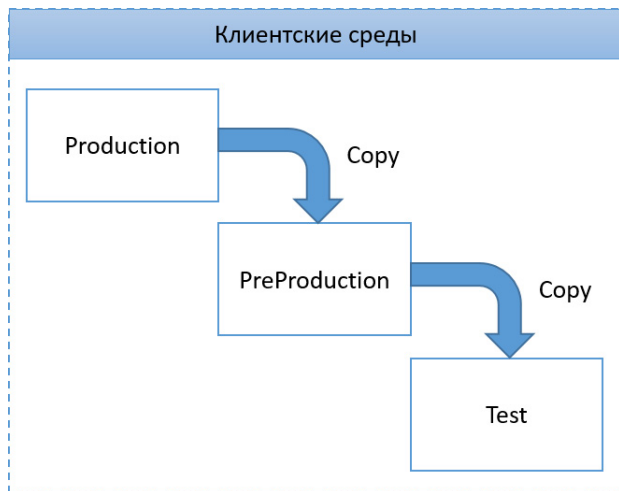 Клиентские среды
Production
Copy
PreProduction
Copy
Test